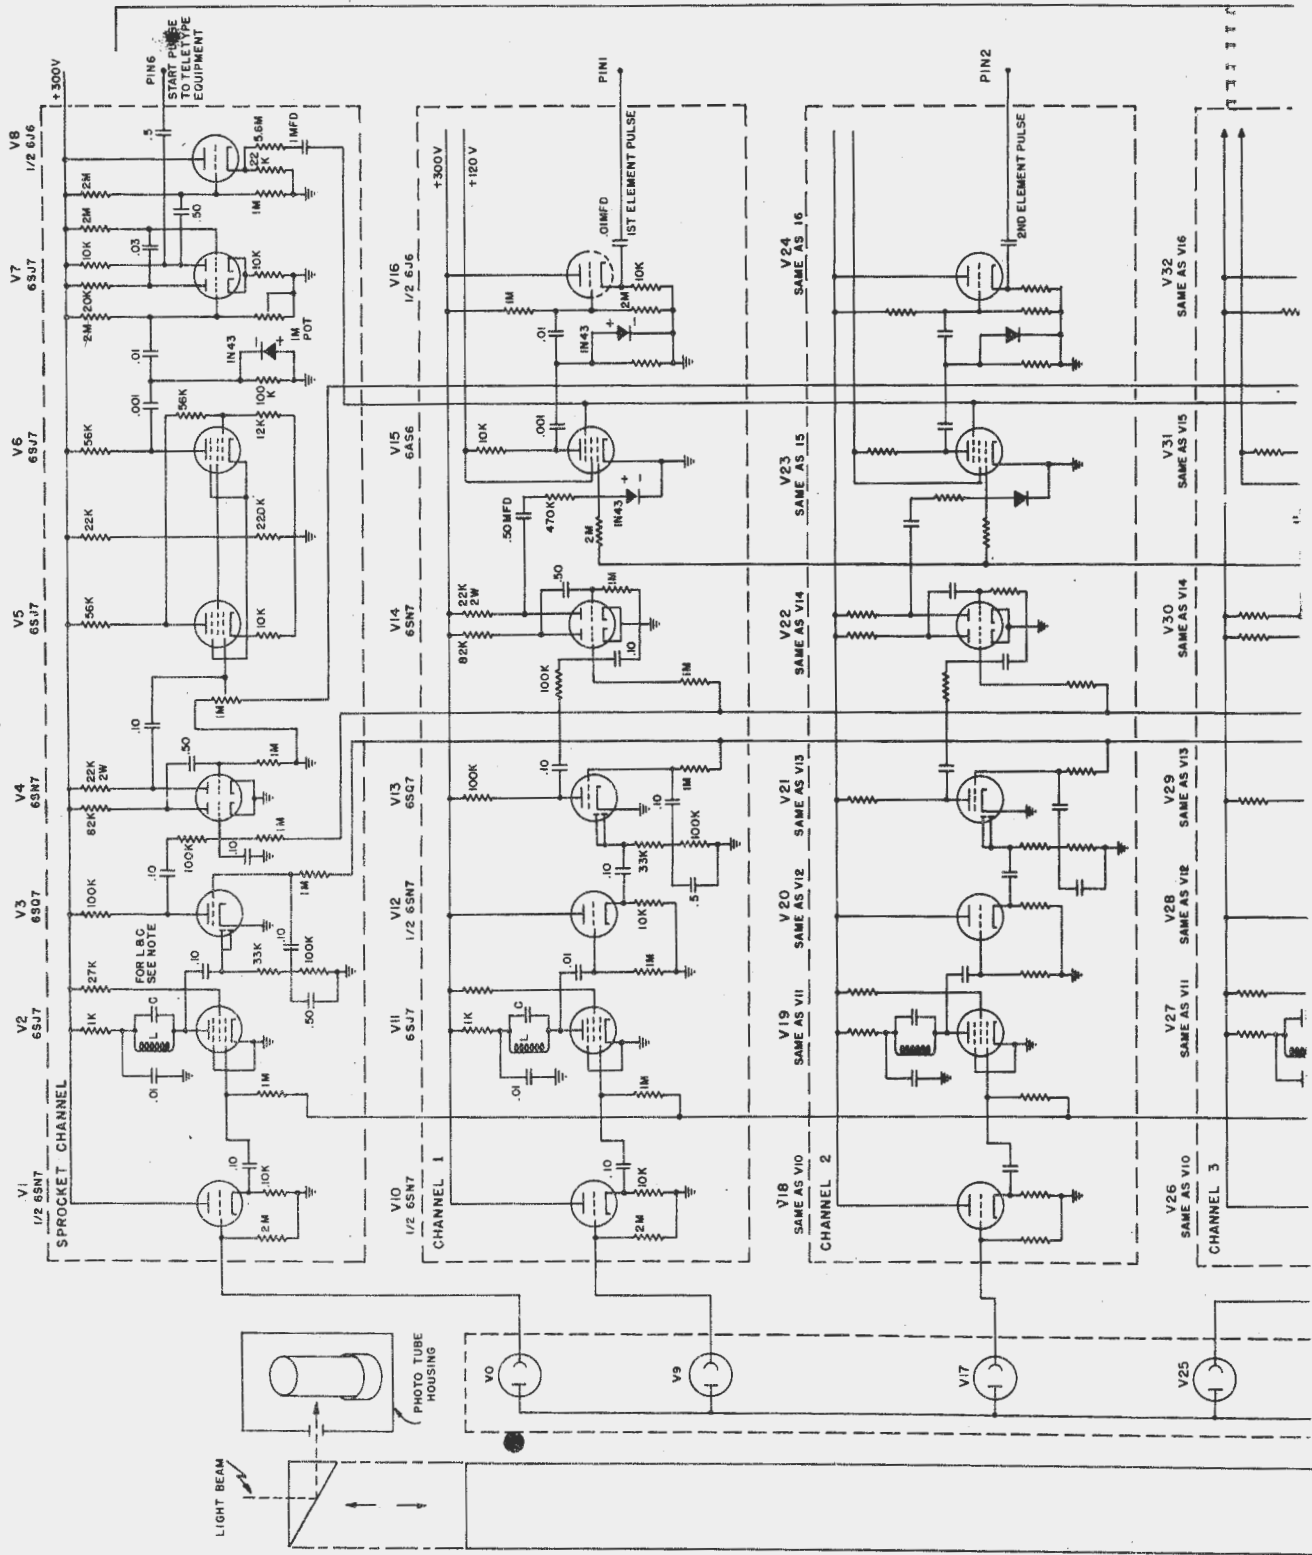 +300V
PIN6
START PULSE
TO TELETYPE
EQUIPMENT
V8
1/2 6J6
2M
.5
5.6M
1MFD
22
K
1M
.50
2M
V7
6SJ7
10K
.03
20K
2M
10K
1M
POT
.01
1N43
- +
.001
56K
100
K
12K
V6
6SJ7
56K
22K
220K
V5
6SJ7
56K
10K
.10
1M
V4
6SN7
22K
2W
82K
.50
1M
.10
100K
1M
.10
V3
6SQ7
100K
1M
FOR L&C
SEE NOTE
.10
.10
33K
100K
.50
V2
6SJ7
27K
1K
L C
.01
1M
V1
1/2 6SN7
SPROCKET CHANNEL
.10
10K
2M
PIN1
+300V
+120V
.01MFD
1ST ELEMENT PULSE
V16
1/2 6J6
1M
10K
2M
.01
1N43
+ -
.001
V15
6AS6
10K
.50MFD
470K
2M
1N43
+ -
V14
6SN7
22K
2W
82K
.50
1M
.10
100K
1M
V13
6SQ7
100K
.10
1M
.10
100K
33K
.10
.5
V12
1/2 6SN7
10K
.01
1M
V11
6SJ7
1K
L C
.01
1M
V10
1/2 6SN7
CHANNEL 1
.10
10K
2M
PIN2
2ND ELEMENT PULSE
V24
SAME AS 16
V23
SAME AS 15
V22
SAME AS V14
V21
SAME AS V13
V20
SAME AS V12
V19
SAME AS V11
V18
SAME AS V10
CHANNEL 2
V32
SAME AS V16
V31
SAME AS V15
V30
SAME AS V14
V29
SAME AS V13
V28
SAME AS V12
V27
SAME AS V11
V26
SAME AS V10
CHANNEL 3
V0
V9
V17
V25
PHOTO TUBE
HOUSING
LIGHT BEAM